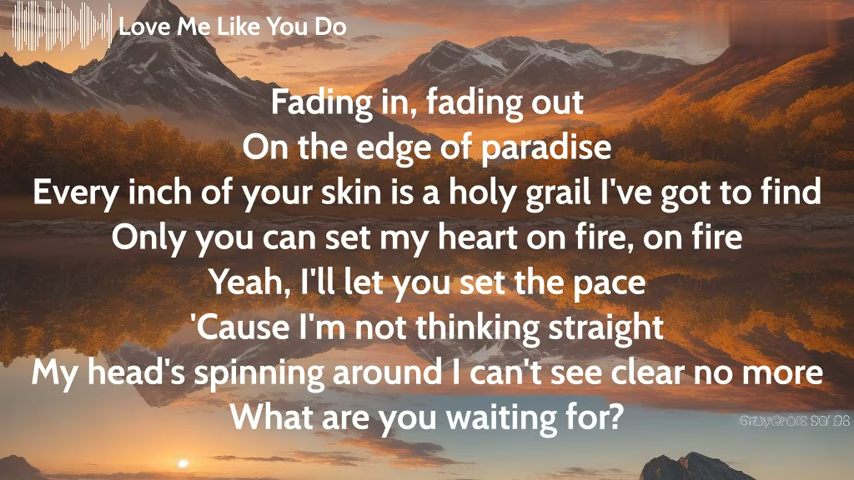 Love Me Like You Do
Fading in, fading out
On the edge of paradise
Every inch of your skin is a holy grail I've got to find
Only you can set my heart on fire, on fire
Yeah, I'll let you set the pace
'Cause I'm not thinking straight
My head's spinning around I can't see clear no more
What are you waiting for?